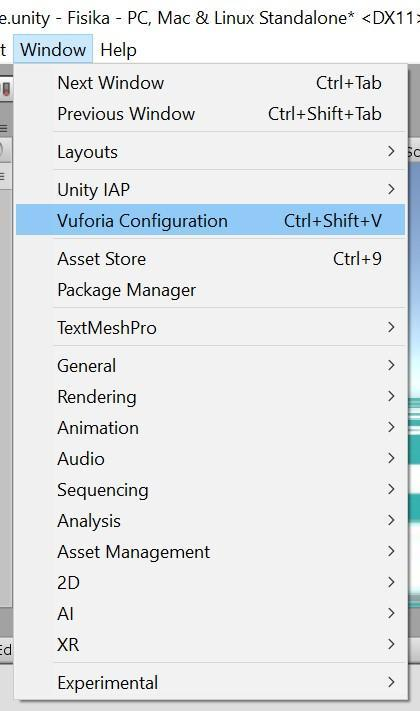 e.unity - Fisika - PC, Mac & Linux Standalone* <DX11>
t Window Help
Next Window Ctrl+Tab
Previous Window Ctrl+Shift+Tab
Layouts
Unity IAP
Vuforia Configuration Ctrl+Shift+V
Asset Store Ctrl+9
Package Manager
TextMeshPro
General
Rendering
Animation
Audio
Sequencing
Analysis
Asset Management
2D
AI
XR
Experimental